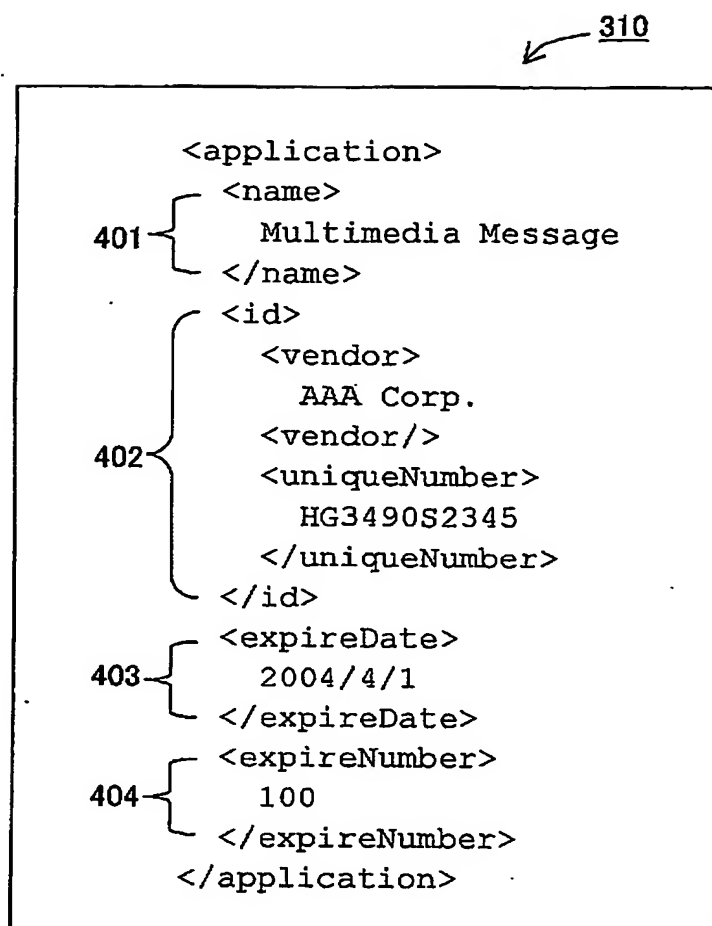 310
<application>
<name>
401
Multimedia Message
</name>
<id>
<vendor>
AAA Corp.
402
<vendor/>
<uniqueNumber>
HG3490S2345
</uniqueNumber>
</id>
<expireDate>
403
2004/4/1
</expireDate>
<expireNumber>
404
100
</expireNumber>
</application>